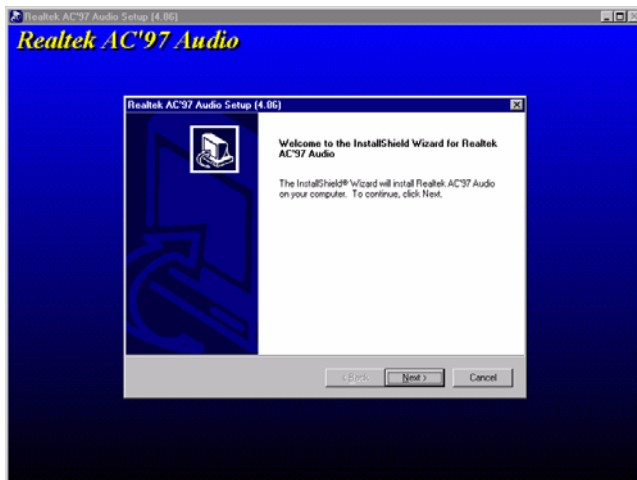 Realtek AC'97 Audio Setup (4.06)
Realtek AC'97 Audio
Realtek AC'97 Audio Setup (4.06)
Welcome to the InstallShield Wizard for Realtek
AC'97 Audio
The InstallShield® Wizard will install Realtek AC'97 Audio
on your computer. To continue, click Next.
< Back
Next >
Cancel